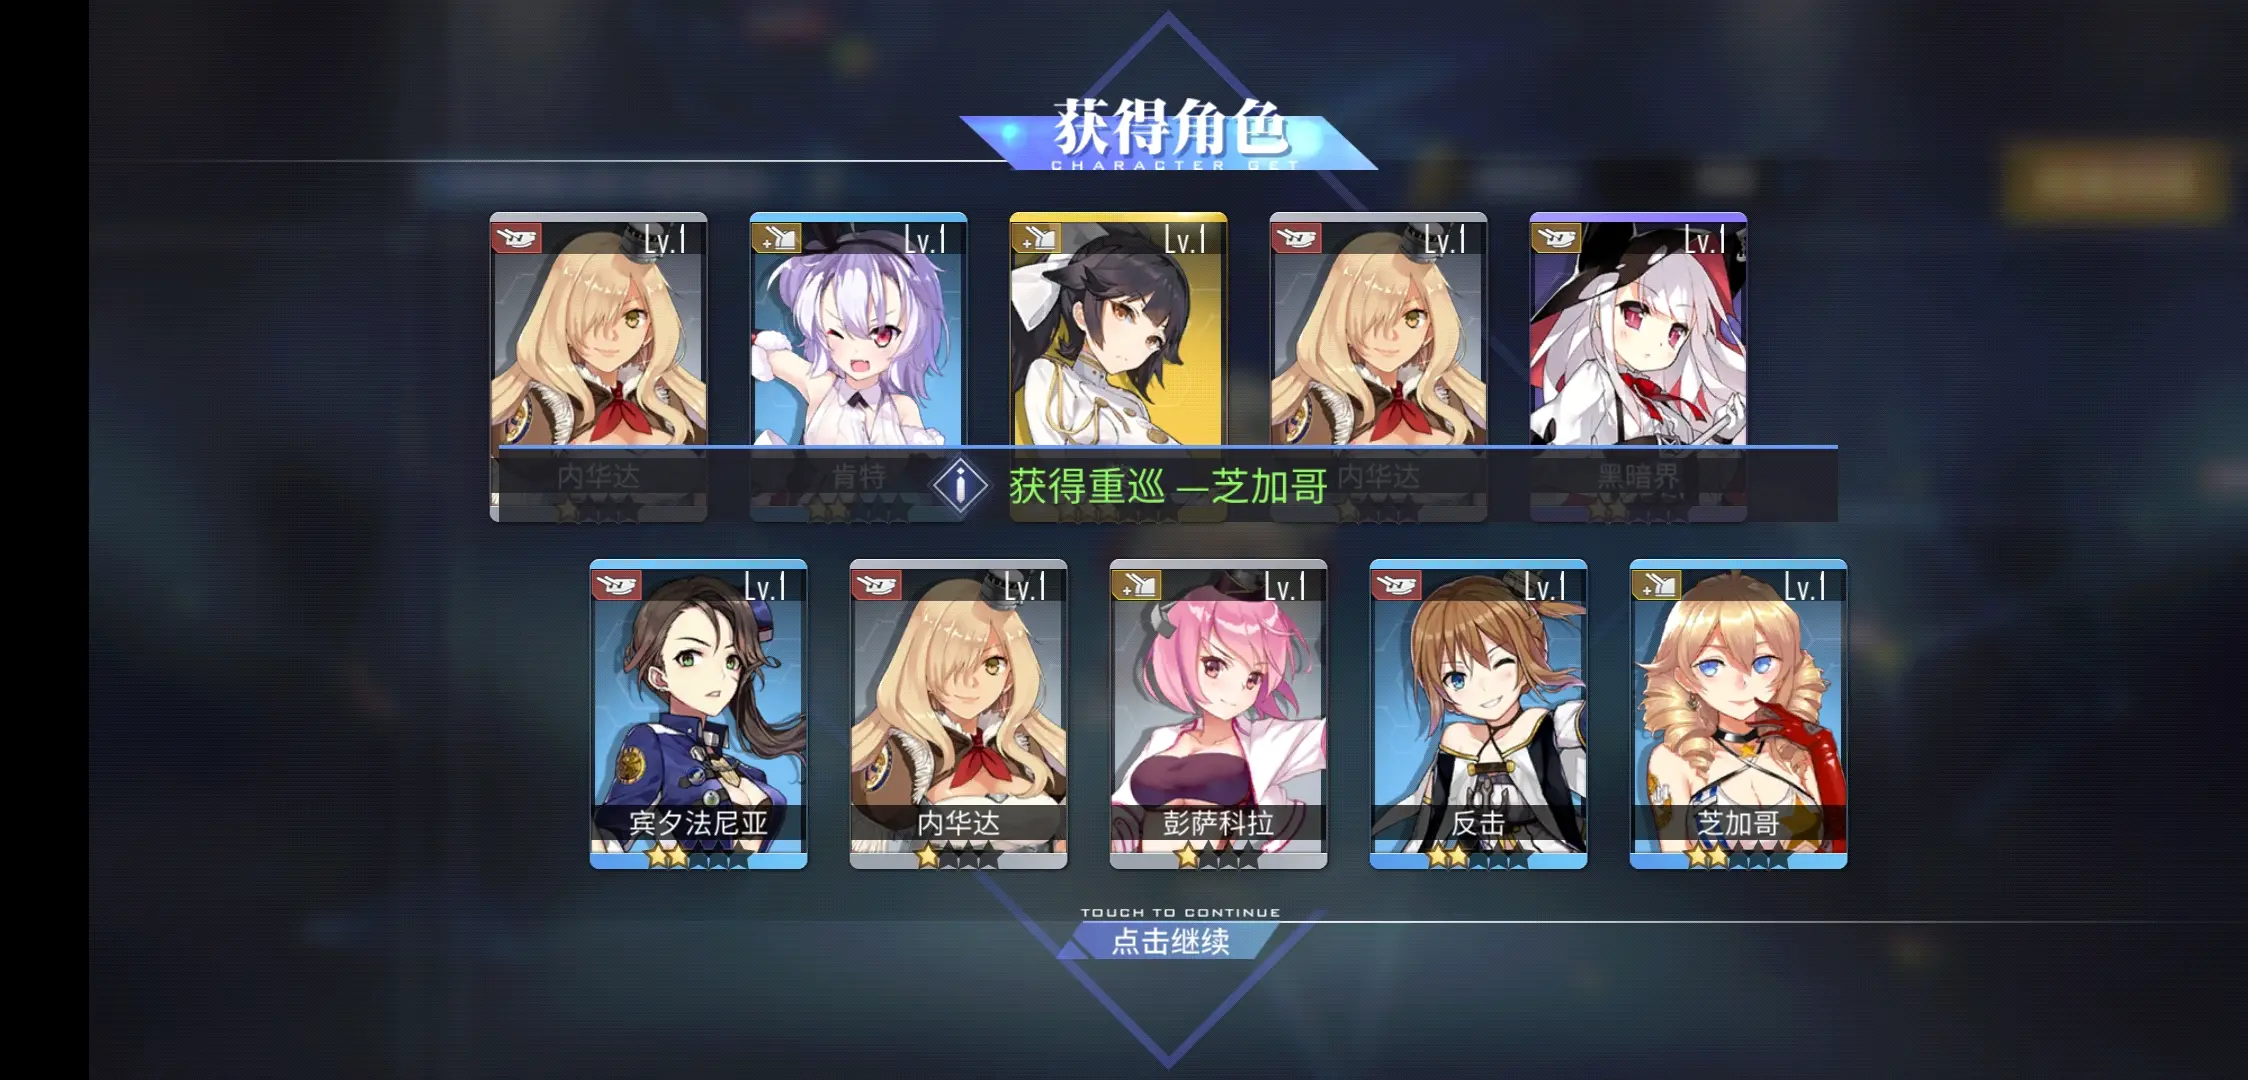 获得角色
CHARACTER GET
Lv.1
Lv.1
Lv.1
Lv.1
Lv.1
内华达
肯特
内华达
黑暗界
获得重巡 —芝加哥
Lv.1
Lv.1
Lv.1
Lv.1
Lv.1
宾夕法尼亚
内华达
彭萨科拉
反击
芝加哥
TOUCH TO CONTINUE
点击继续